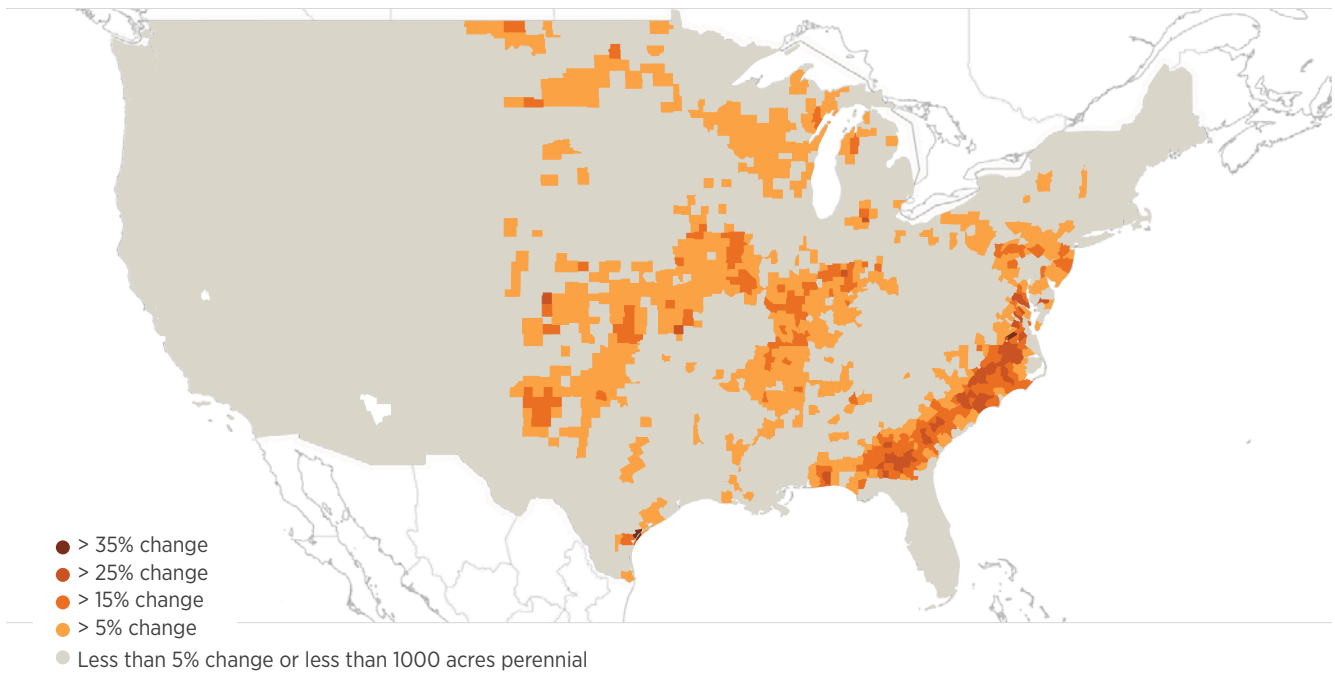 > 35% change
> 25% change
> 15% change
> 5% change
Less than 5% change or less than 1000 acres perennial